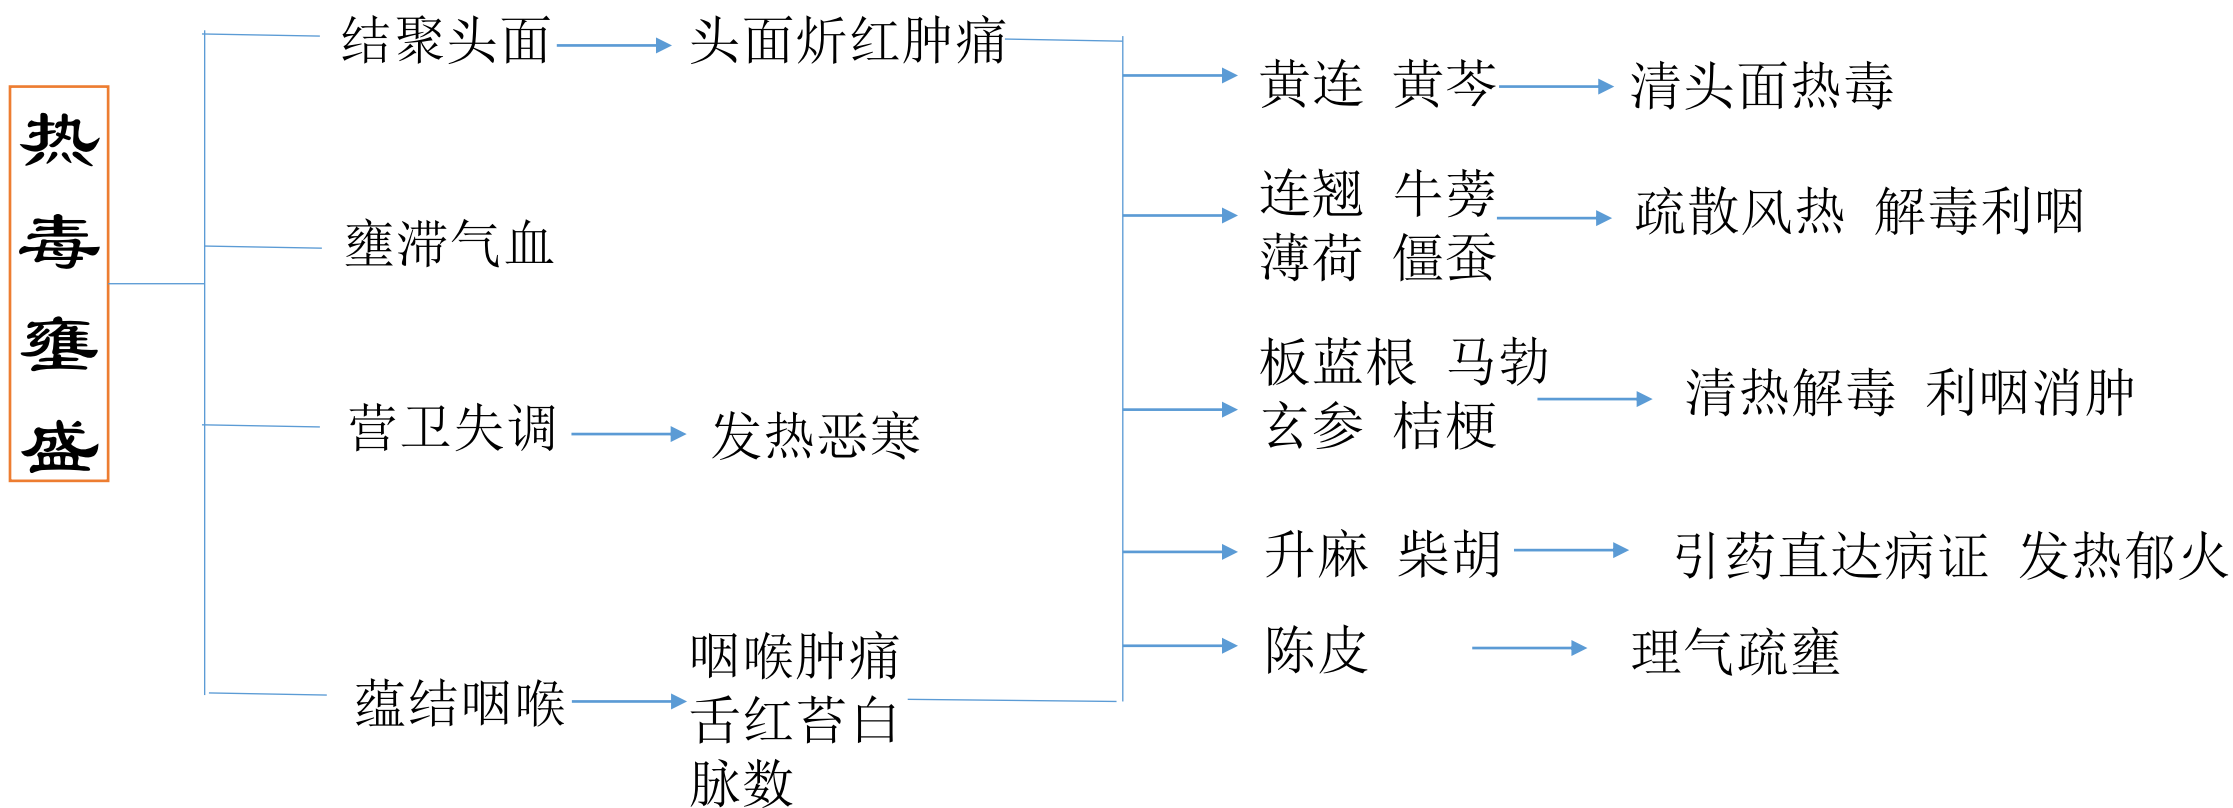 热毒壅盛
结聚头面
头面炘红肿痛
壅滞气血
营卫失调
发热恶寒
蕴结咽喉
咽喉肿痛
舌红苔白
脉数
黄连 黄芩
清头面热毒
连翘 牛蒡
薄荷 僵蚕
疏散风热 解毒利咽
板蓝根 马勃
玄参 桔梗
清热解毒 利咽消肿
升麻 柴胡
引药直达病证 发热郁火
陈皮
理气疏壅